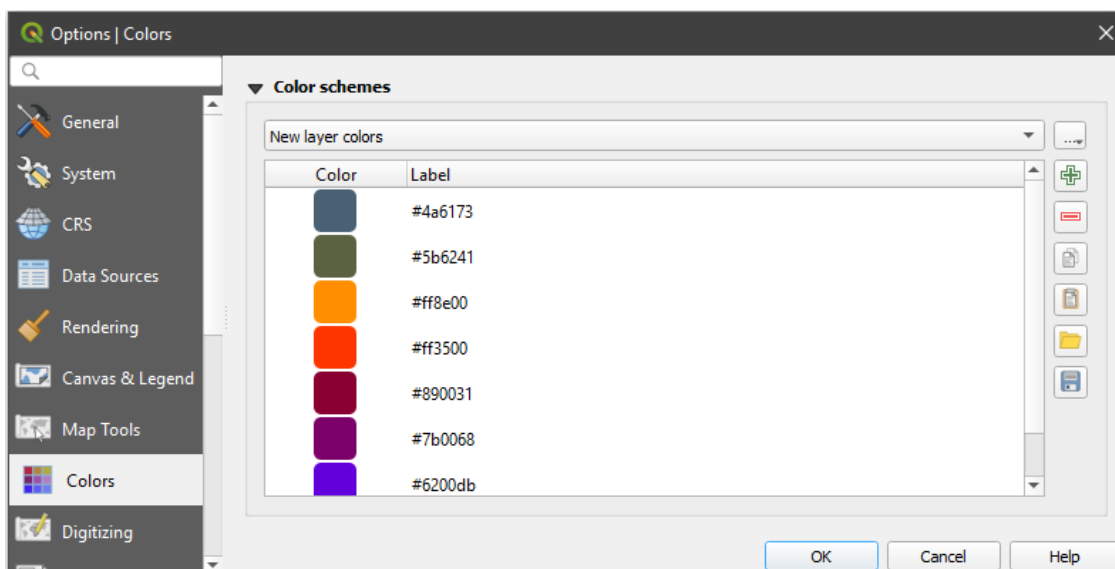 Options | Colors
General
System
CRS
Data Sources
Rendering
Canvas & Legend
Map Tools
Colors
Digitizing
Color schemes
New layer colors
...
Color Label
#4a6173
#5b6241
#ff8e00
#ff3500
#890031
#7b0068
#6200db
OK Cancel Help